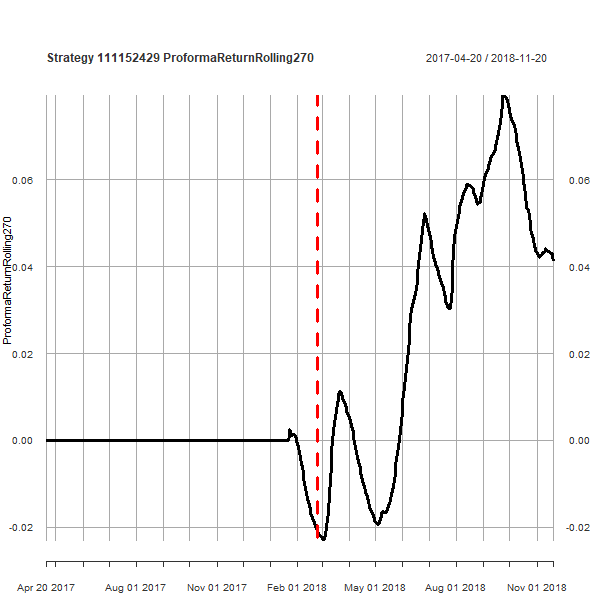 Strategy 111152429 ProformaReturnRolling270
2017-04-20 / 2018-11-20
ProformaReturnRolling270
0.06
0.06
0.04
0.04
0.02
0.02
0.00
0.00
-0.02
-0.02
Apr 20 2017
Aug 01 2017
Nov 01 2017
Feb 01 2018
May 01 2018
Aug 01 2018
Nov 01 2018